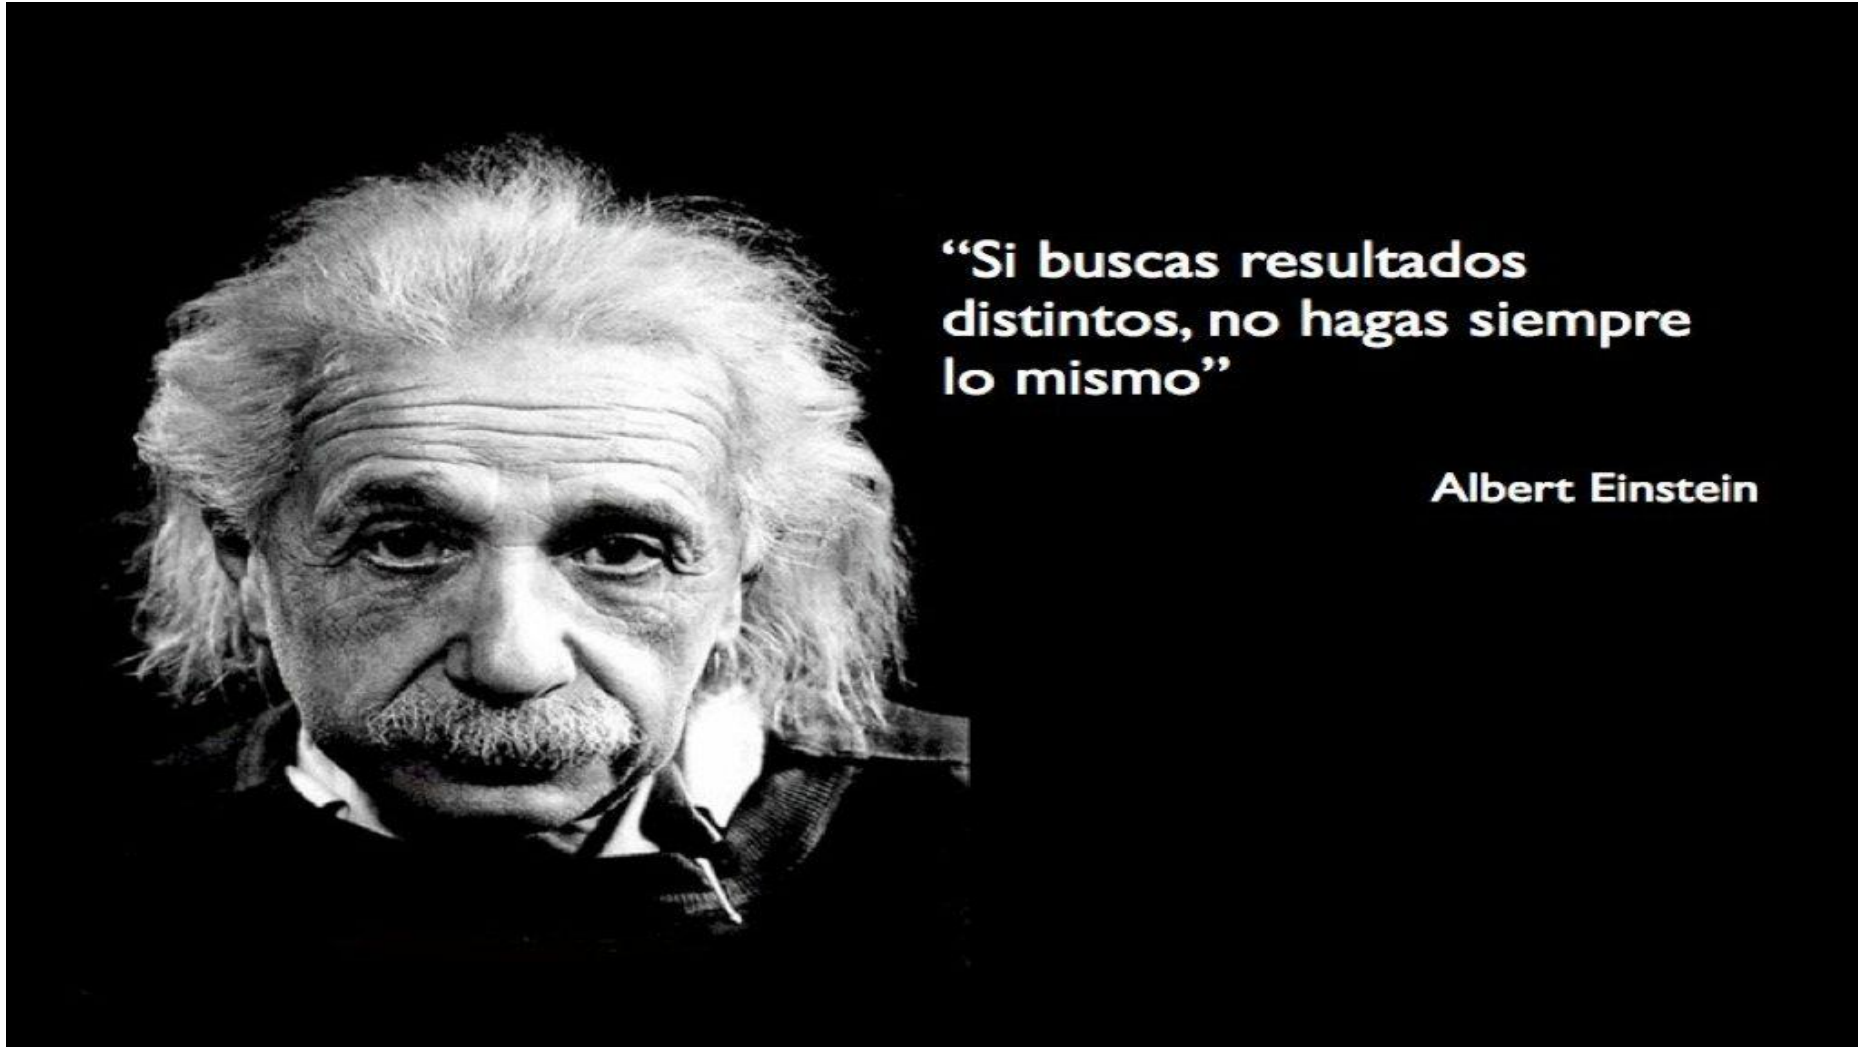 “Si buscas resultados
distintos, no hagas siempre
lo mismo”
Albert Einstein